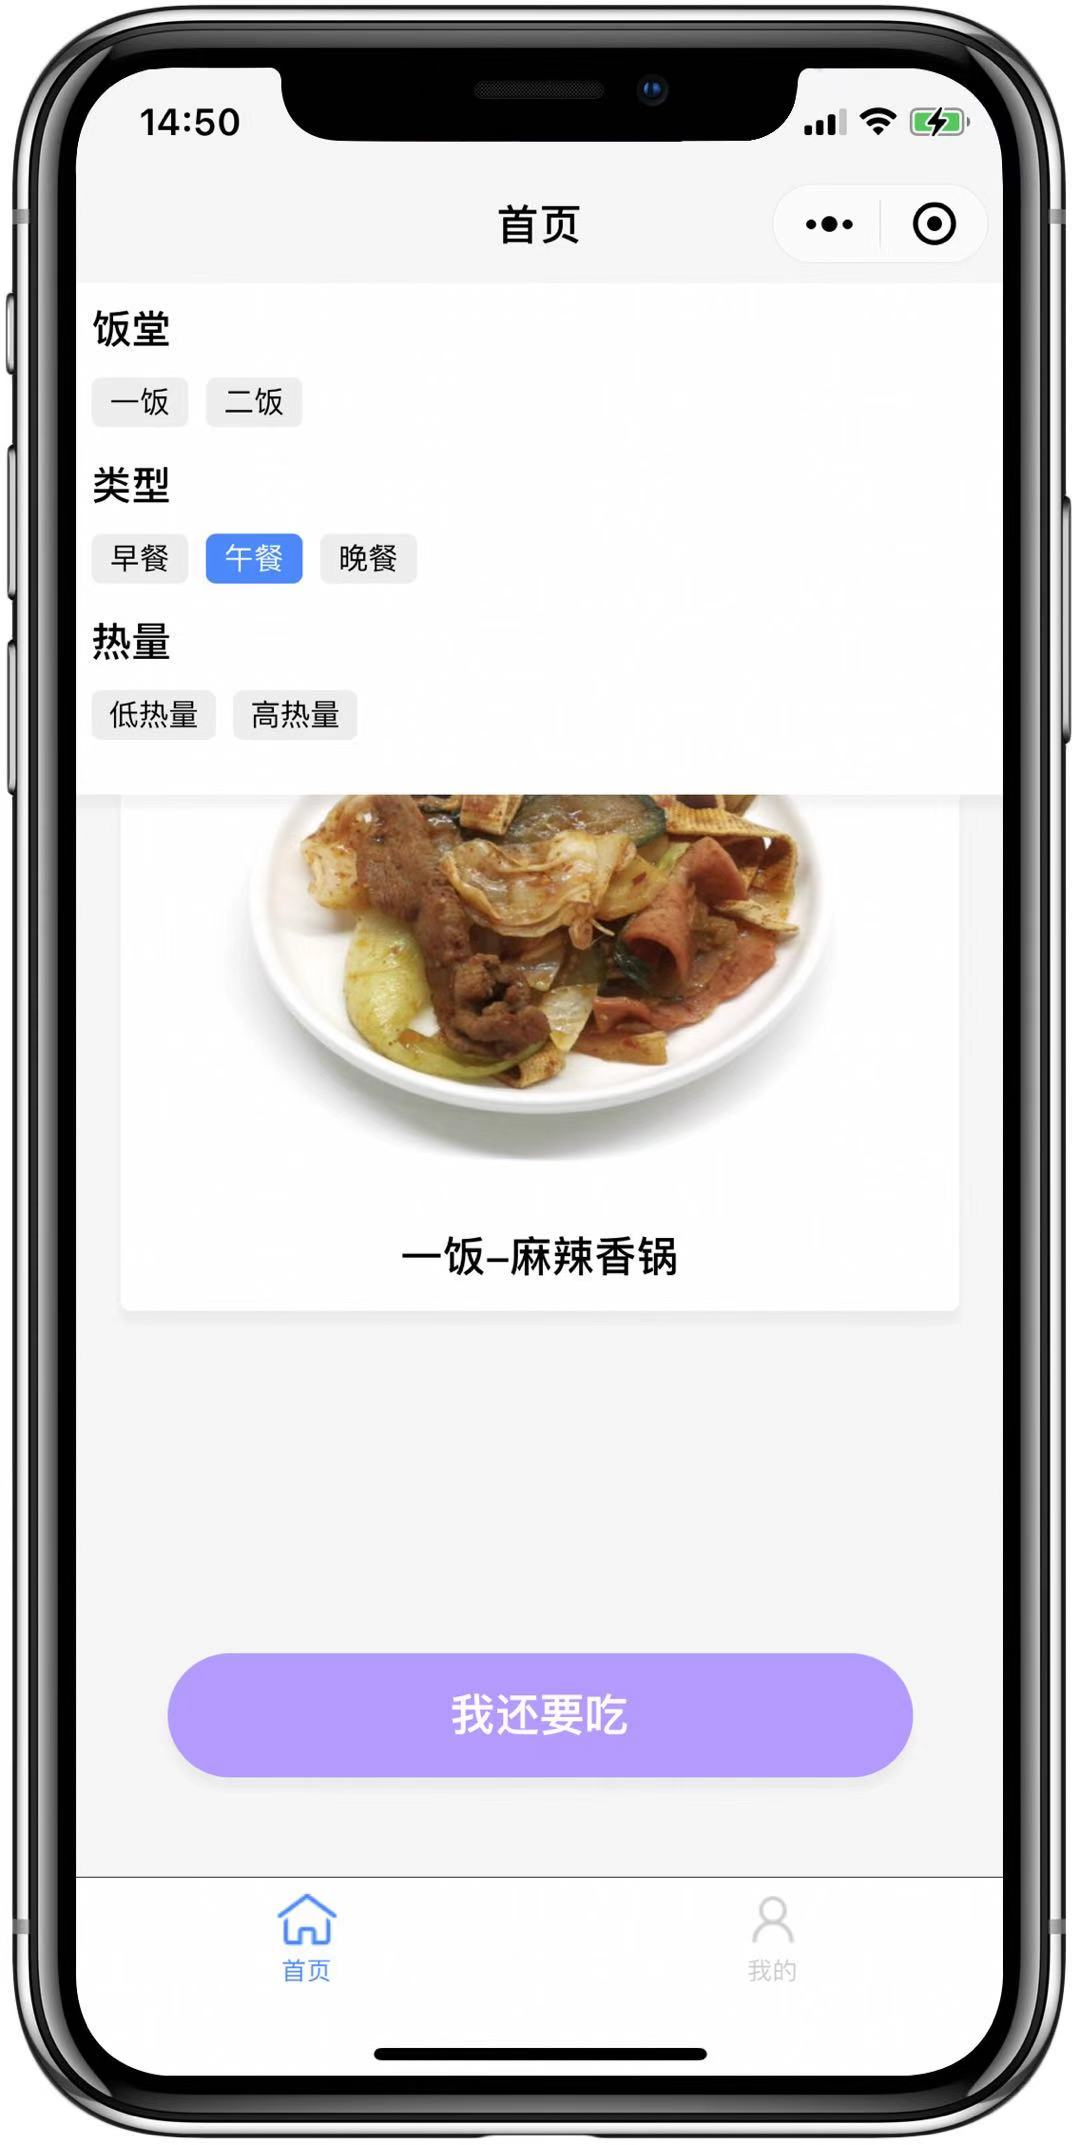 14:50
首页
饭堂
一饭 二饭
类型
早餐 午餐 晚餐
热量
低热量 高热量
一饭-麻辣香锅
我还要吃
首页 我的